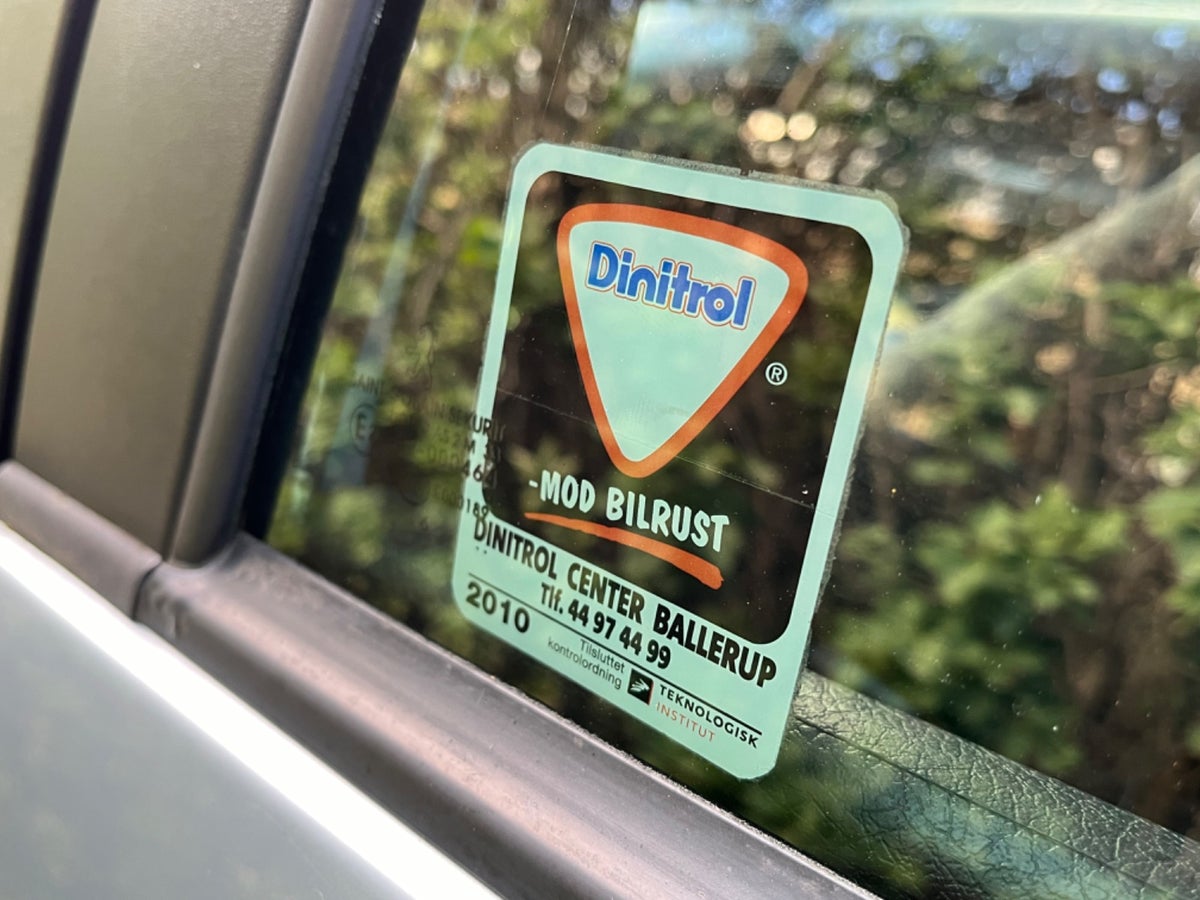 Dinitrol
®
-MOD BILRUST
DINITROL CENTER BALLERUP
Tlf. 44 97 44 99
2010
Tilsluttet
kontrolordning
TEKNOLOGISK
INSTITUT